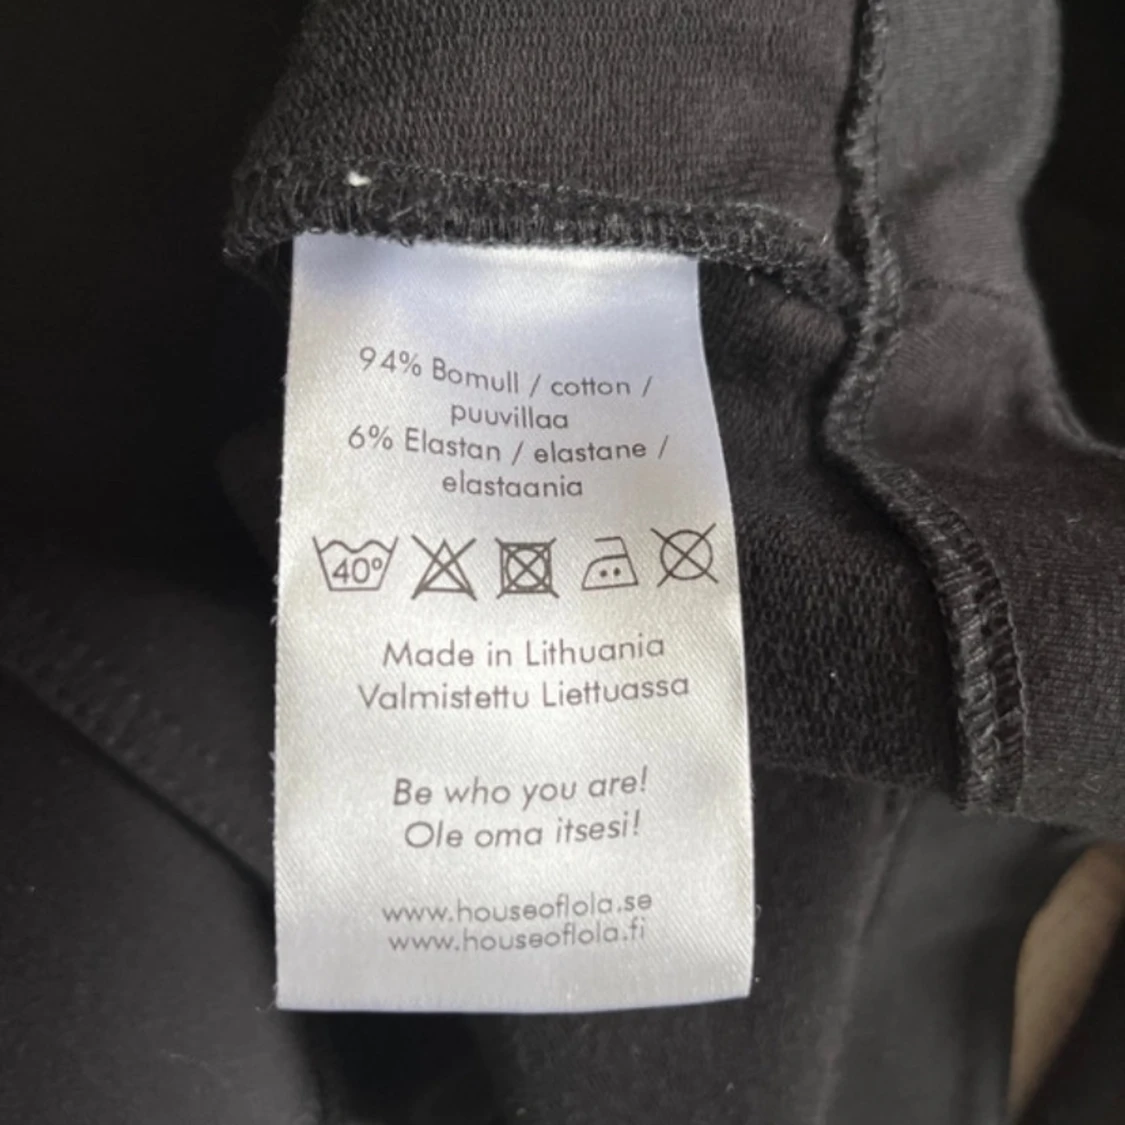 94% Bomull / cotton /
puuvillaa
6% Elastan / elastane /
elastaania
40°
Made in Lithuania
Valmistettu Liettuassa
Be who you are!
Ole oma itsesi!
www.houseoflola.se
www.houseoflola.fi